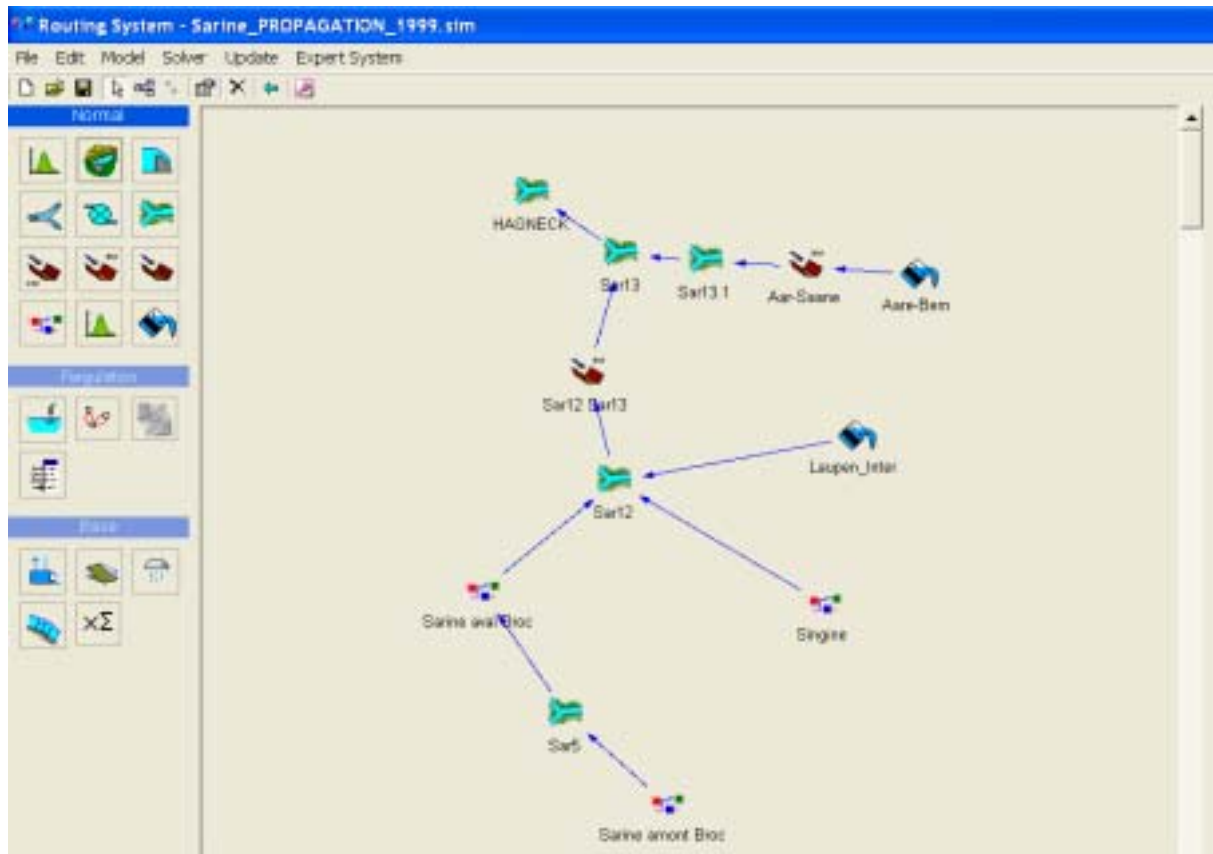 Routing System - Sarine_PROPAGATION_1999.sim
File Edit Model Solver Update Expert System
Normal
HAGNECK
Sar13
Sar13.1
Aar-Saane
Aare-Bern
Sar12 Sar13
Laupen_Inter
Sar12
Regulation
Base
Sarine aval Broc
Singine
Sar5
Sarine amont Broc
×Σ